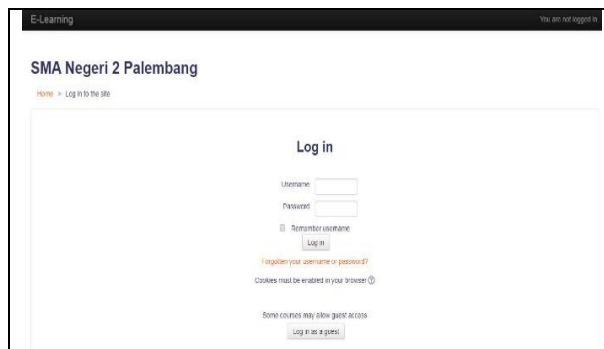 E-Learning You are not logged in
SMA Negeri 2 Palembang
Home Log in to the site
Log in
Username
Password
Remember username
Log in
Forgotten your username or password?
Cookies must be enabled in your browser
Some courses may allow guest access
Log in as a guest